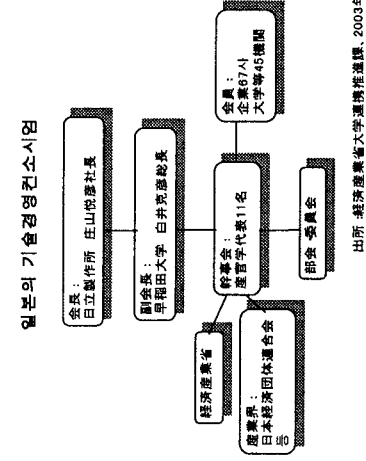 일본의 기술경영컨소시엄
会長：
日立製作所 庄山悦彦社長
副会長：
早稲田大学 白井克彦総長
幹事会：
産官学代表11名
会員：
企業67社
大学等45機関
経済産業省
産業界：
日本経済団体連合会
등
部会·委員会
出所 :経済産業省大学連携推進課、2003年